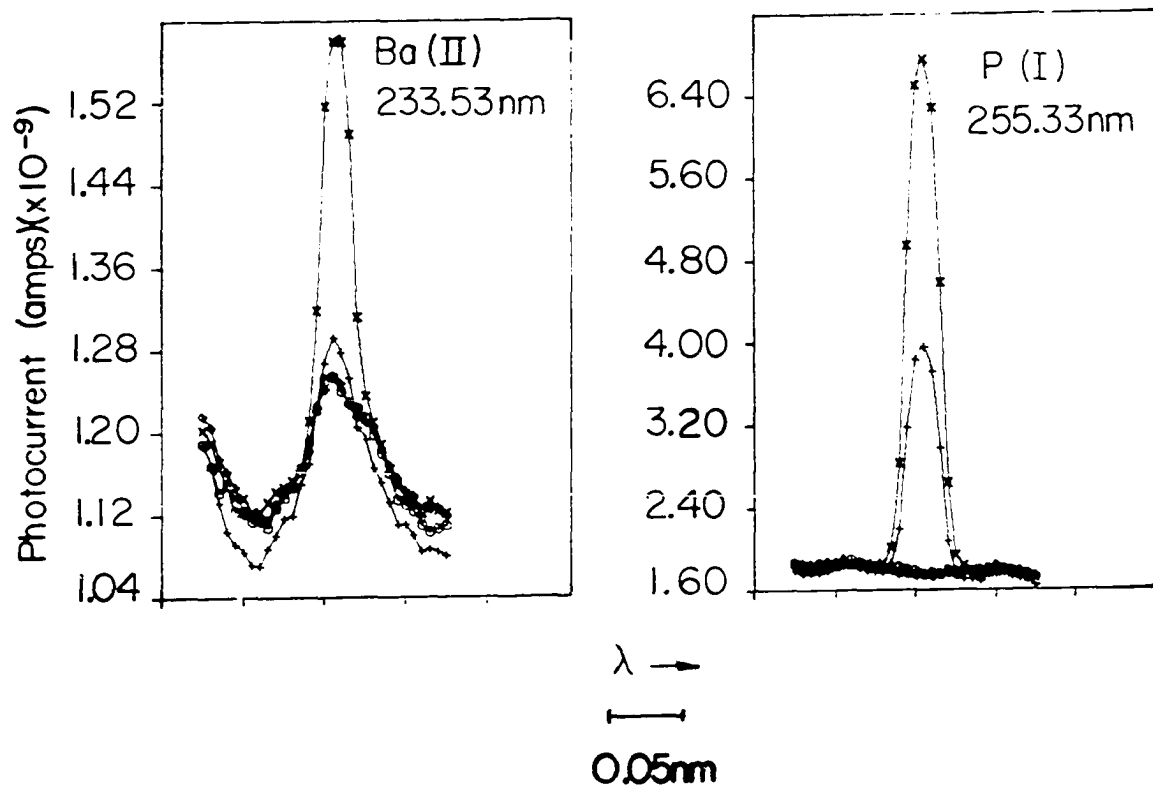 Photocurrent (amps)(x10⁻⁹)
1.52
1.44
1.36
1.28
1.20
1.12
1.04
Ba (II)
233.53nm
6.40
5.60
4.80
4.00
3.20
2.40
1.60
P (I)
255.33nm
λ →
0.05nm